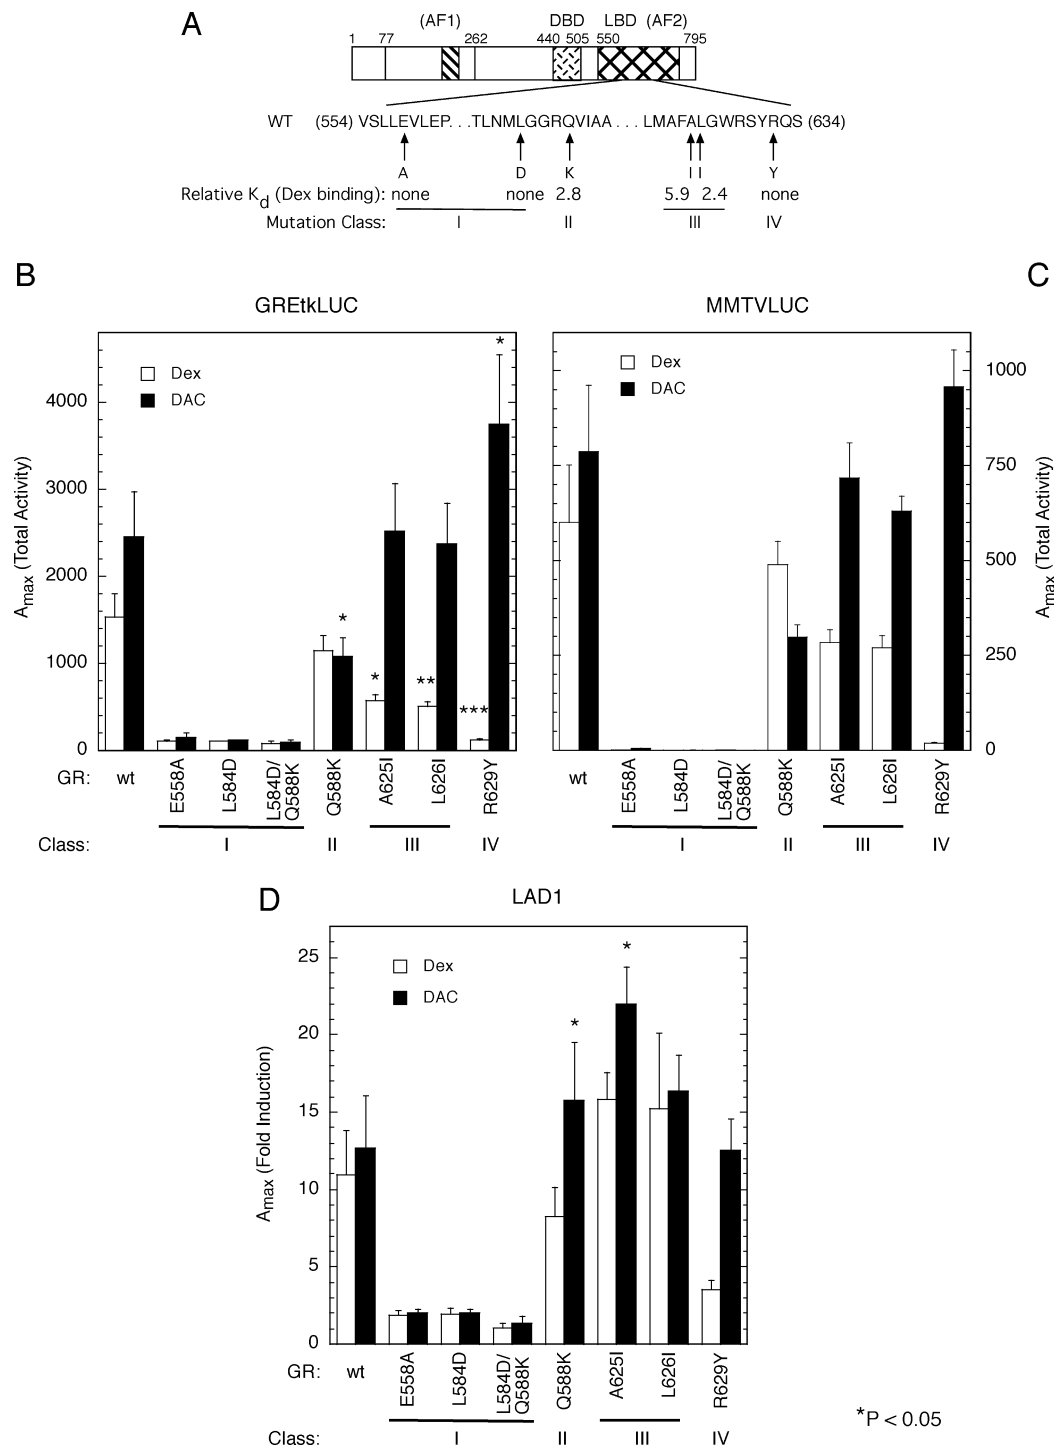 A
(AF1) DBD LBD (AF2)
1 77 262 440 505 550 795
WT (554) VSLLEVLEP. . .TLNMLGGRQVIAA . . . LMAFALGWRSYRQS (634)
A D K I I Y
Relative Kd (Dex binding): none none 2.8 5.9 2.4 none
Mutation Class: I II III IV
B
GREtkLUC
Dex
DAC
Amax (Total Activity)
4000
3000
2000
1000
0
*
*
*
**
***
GR: wt E558A L584D L584D/Q588K Q588K A625I L626I R629Y
Class: I II III IV
C
MMTVLUC
Dex
DAC
1000
750
500
250
0
Amax (Total Activity)
wt E558A L584D L584D/Q588K Q588K A625I L626I R629Y
I II III IV
D
LAD1
Dex
DAC
Amax (Fold Induction)
25
20
15
10
5
0
*
*
GR: wt E558A L584D L584D/Q588K Q588K A625I L626I R629Y
Class: I II III IV
*P < 0.05